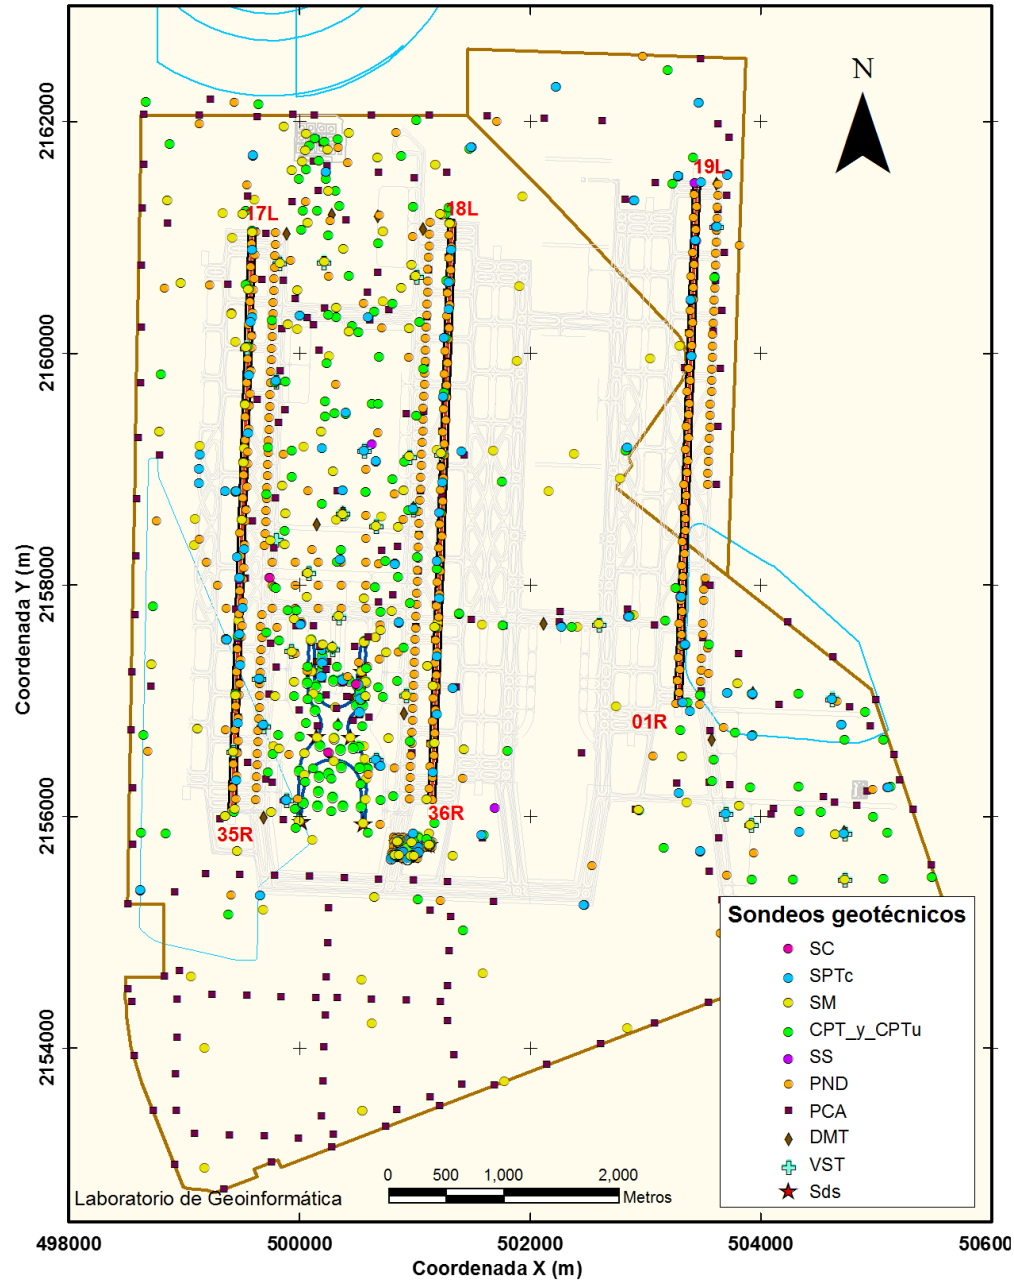 N
2162000
2160000
2158000
2156000
2154000
Coordenada Y (m)
17L
18L
19L
01R
35R
36R
Sondeos geotécnicos
SC
SPTc
SM
CPT_y_CPTu
SS
PND
PCA
DMT
VST
Sds
Laboratorio de Geoinformática
0 500 1,000 2,000
Metros
498000 500000 502000 504000 50600
Coordenada X (m)